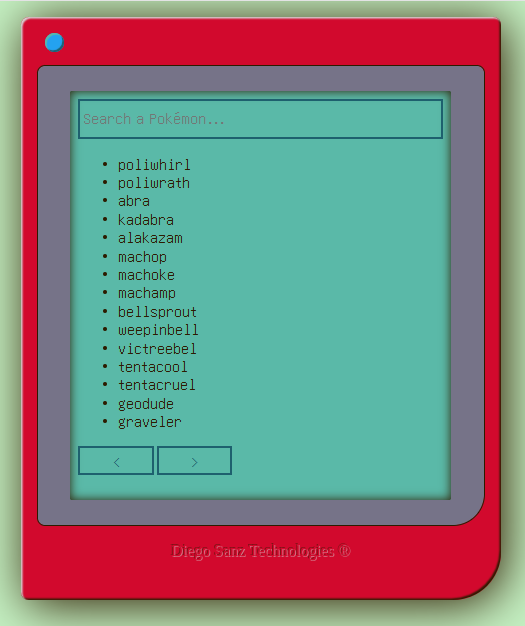 Search a Pokémon...
• poliwhirl
• poliwrath
• abra
• kadabra
• alakazam
• machop
• machoke
• machamp
• bellsprout
• weepinbell
• victreebel
• tentacool
• tentacruel
• geodude
• graveler
< >
Diego Sanz Technologies ®